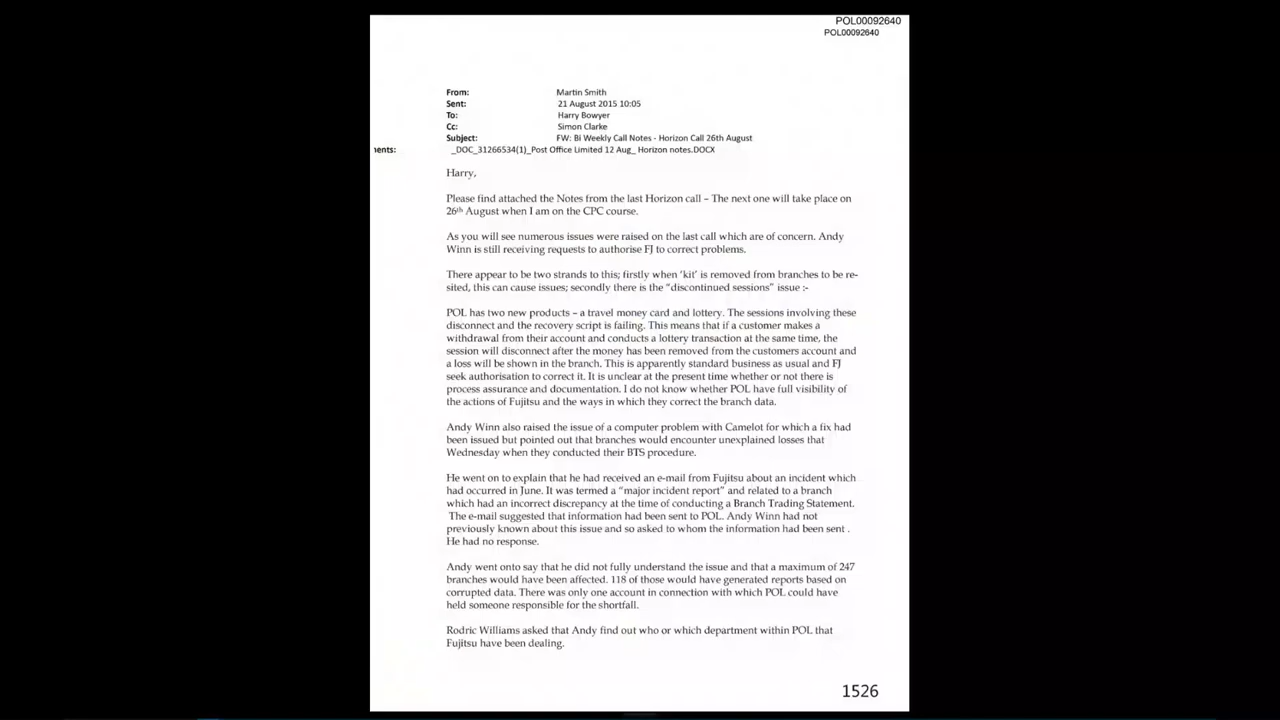 POL00092640
POL00092640
From: Martin Smith
Sent: 21 August 2015 10:05
To: Harry Bowyer
Cc: Simon Clarke
Subject: FW: Bi Weekly Call Notes - Horizon Call 26th August
ients: _DOC_31266534(1)_Post Office Limited 12 Aug_ Horizon notes.DOCX
Harry,
Please find attached the Notes from the last Horizon call – The next one will take place on
26th August when I am on the CPC course.
As you will see numerous issues were raised on the last call which are of concern. Andy
Winn is still receiving requests to authorise FJ to correct problems.
There appear to be two strands to this; firstly when ‘kit’ is removed from branches to be re-
sited, this can cause issues; secondly there is the “discontinued sessions” issue :-
POL has two new products – a travel money card and lottery. The sessions involving these
disconnect and the recovery script is failing. This means that if a customer makes a
withdrawal from their account and conducts a lottery transaction at the same time, the
session will disconnect after the money has been removed from the customers account and
a loss will be shown in the branch. This is apparently standard business as usual and FJ
seek authorisation to correct it. It is unclear at the present time whether or not there is
process assurance and documentation. I do not know whether POL have full visibility of
the actions of Fujitsu and the ways in which they correct the branch data.
Andy Winn also raised the issue of a computer problem with Camelot for which a fix had
been issued but pointed out that branches would encounter unexplained losses that
Wednesday when they conducted their BTS procedure.
He went on to explain that he had received an e-mail from Fujitsu about an incident which
had occurred in June. It was termed a “major incident report” and related to a branch
which had an incorrect discrepancy at the time of conducting a Branch Trading Statement.
The e-mail suggested that information had been sent to POL. Andy Winn had not
previously known about this issue and so asked to whom the information had been sent .
He had no response.
Andy went onto say that he did not fully understand the issue and that a maximum of 247
branches would have been affected. 118 of those would have generated reports based on
corrupted data. There was only one account in connection with which POL could have
held someone responsible for the shortfall.
Rodric Williams asked that Andy find out who or which department within POL that
Fujitsu have been dealing.
1526